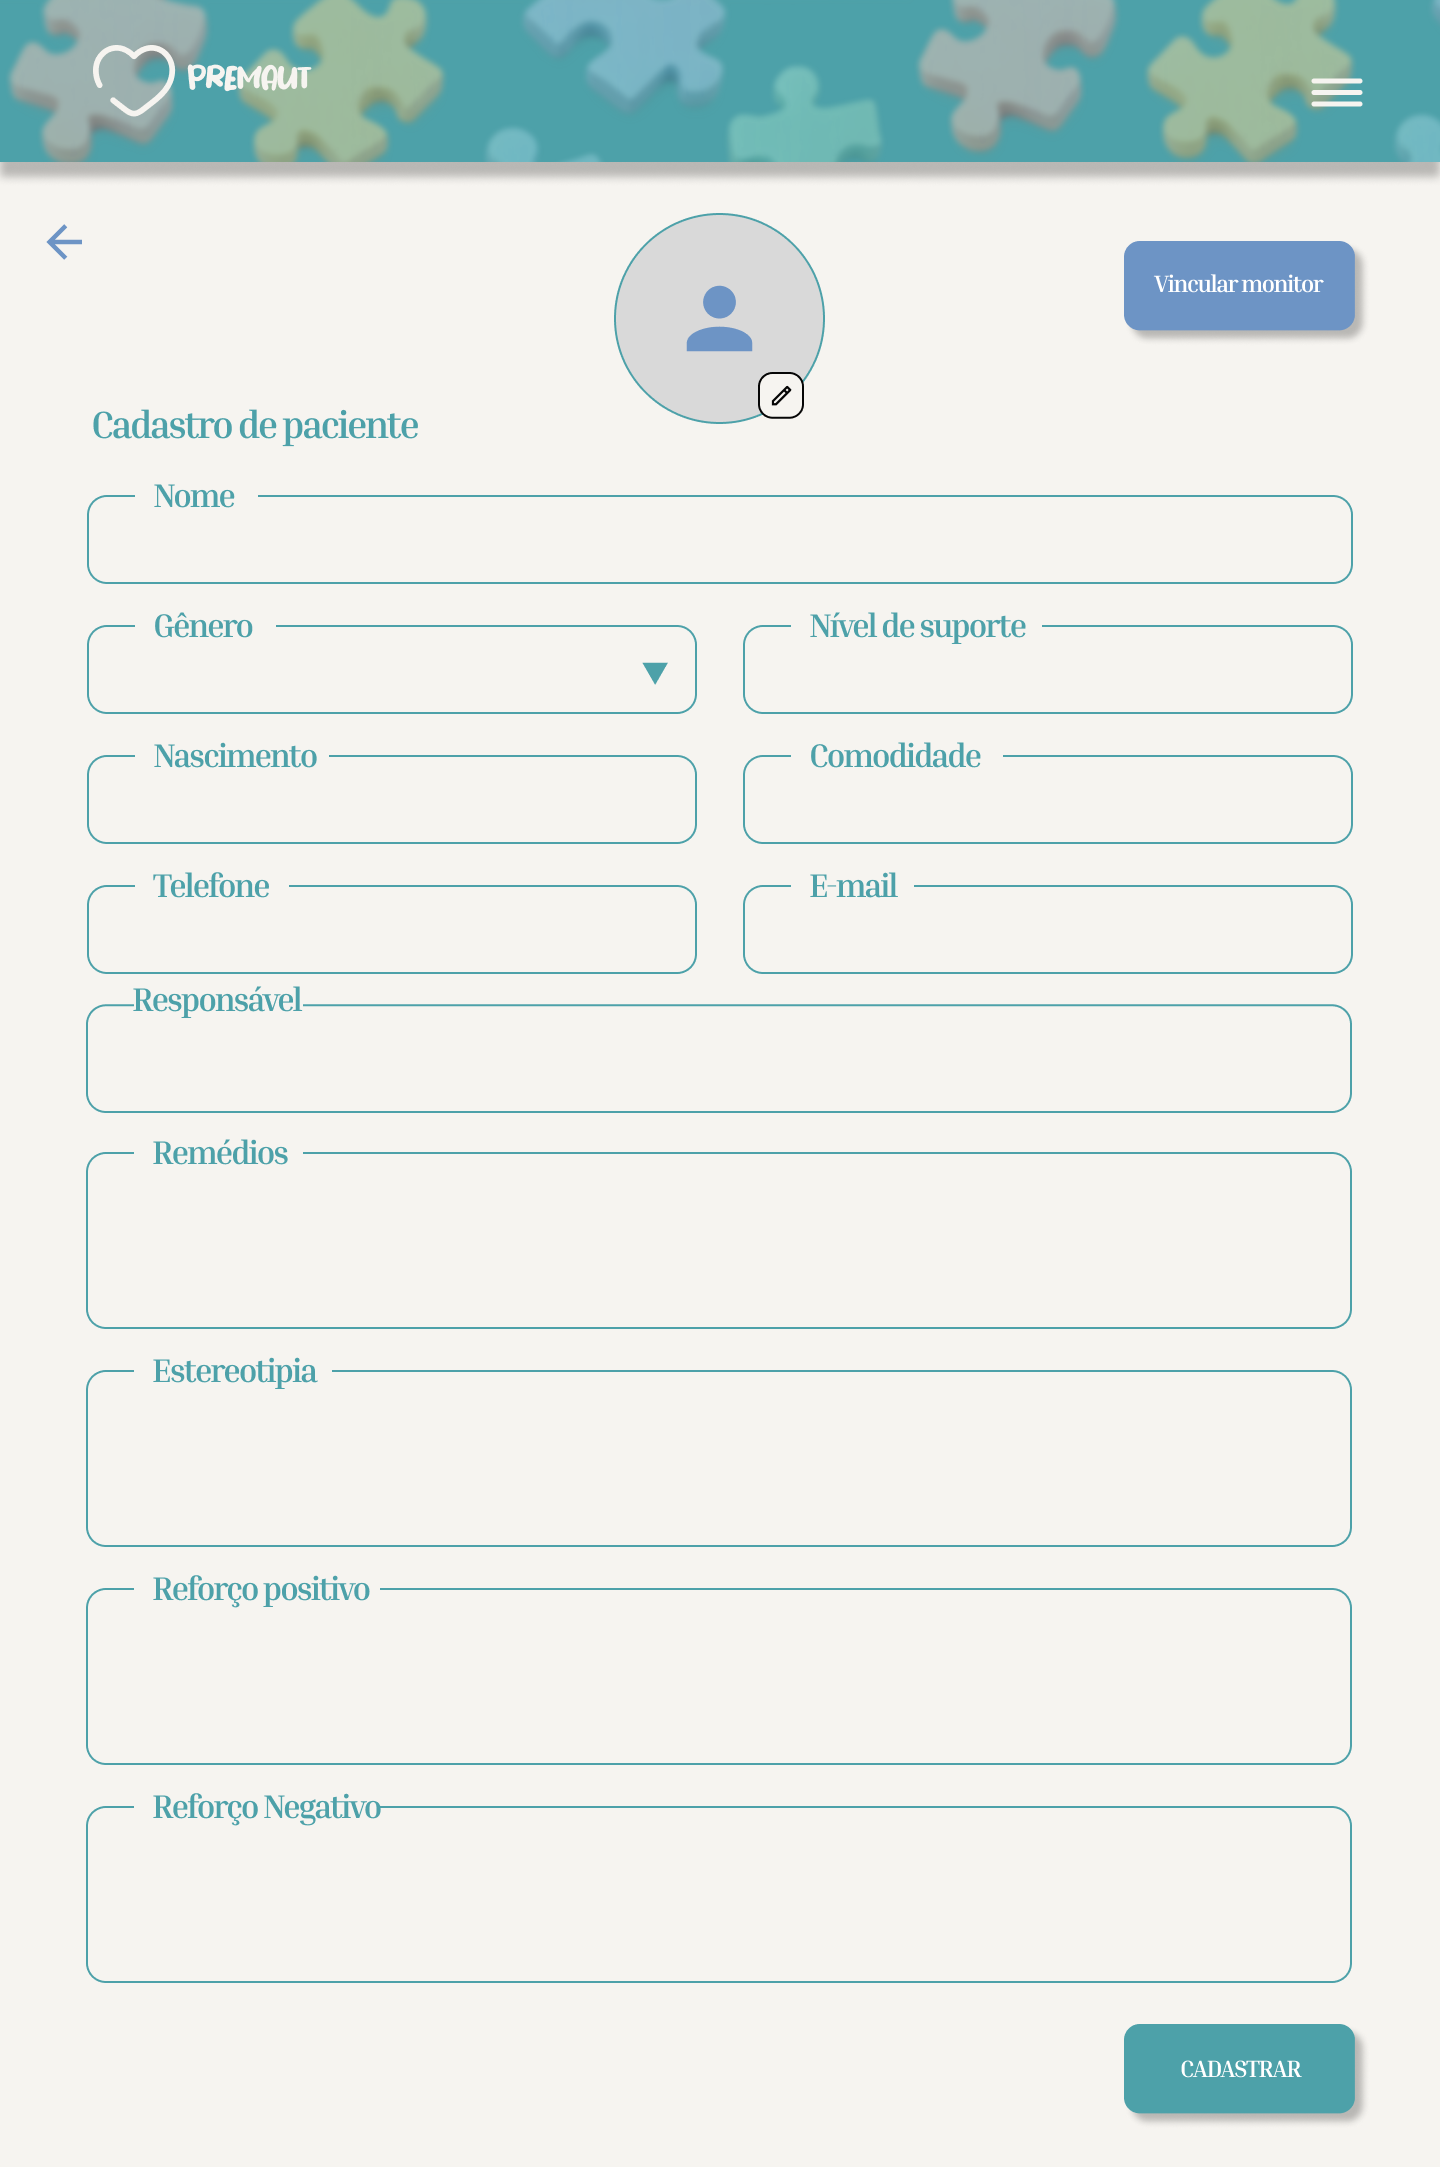 PREMAUT
Vincular monitor
Cadastro de paciente
Nome
Gênero
Nível de suporte
Nascimento
Comodidade
Telefone
E-mail
Responsável
Remédios
Estereotipia
Reforço positivo
Reforço Negativo
CADASTRAR